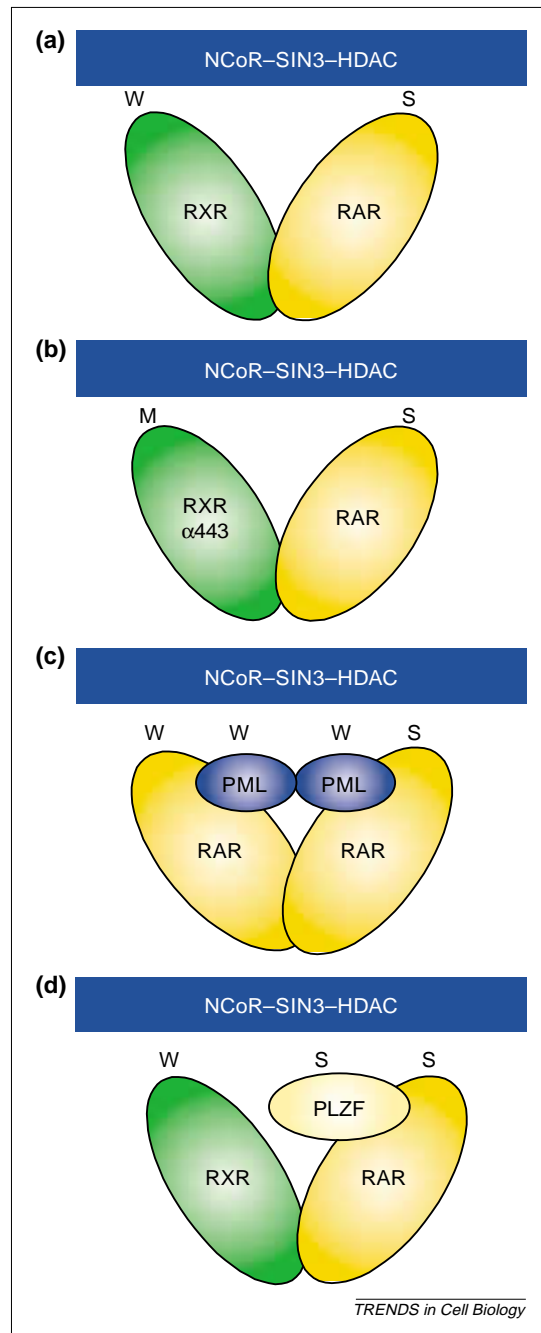 (a)
NCoR–SIN3–HDAC
W S
RXR RAR
(b)
NCoR–SIN3–HDAC
M S
RXR
α443
RAR
(c)
NCoR–SIN3–HDAC
W W W S
PML PML
RAR RAR
(d)
NCoR–SIN3–HDAC
W S S
PLZF
RXR RAR
TRENDS in Cell Biology